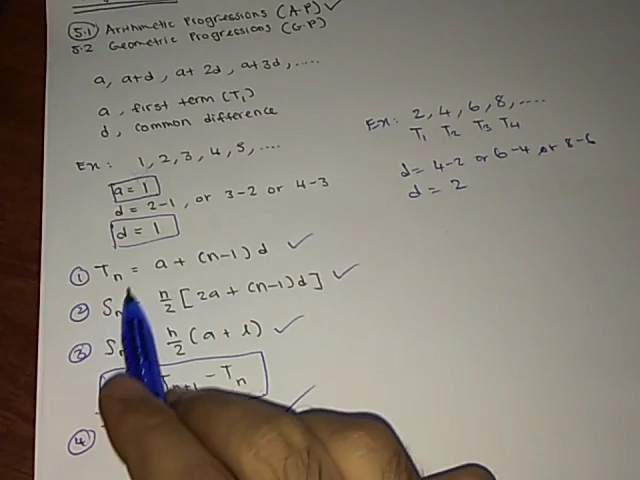 5.1 Arithmetic Progressions (A.P) ✓
5.2 Geometric Progressions (G.P)
a, a+d, a+2d, a+3d, .....
a, first term (T₁)
d, common difference
Ex: 1, 2, 3, 4, 5, ....
a = 1
d = 2-1, or 3-2 or 4-3
d = 1
Ex: 2, 4, 6, 8, ....
T₁ T₂ T₃ T₄
d = 4-2 or 6-4 or 8-6
d = 2
① Tn = a + (n-1) d ✓
② Sn n/2 [2a + (n-1)d] ✓
③ Sn n/2 (a + l) ✓
Tn+1 - Tn
④